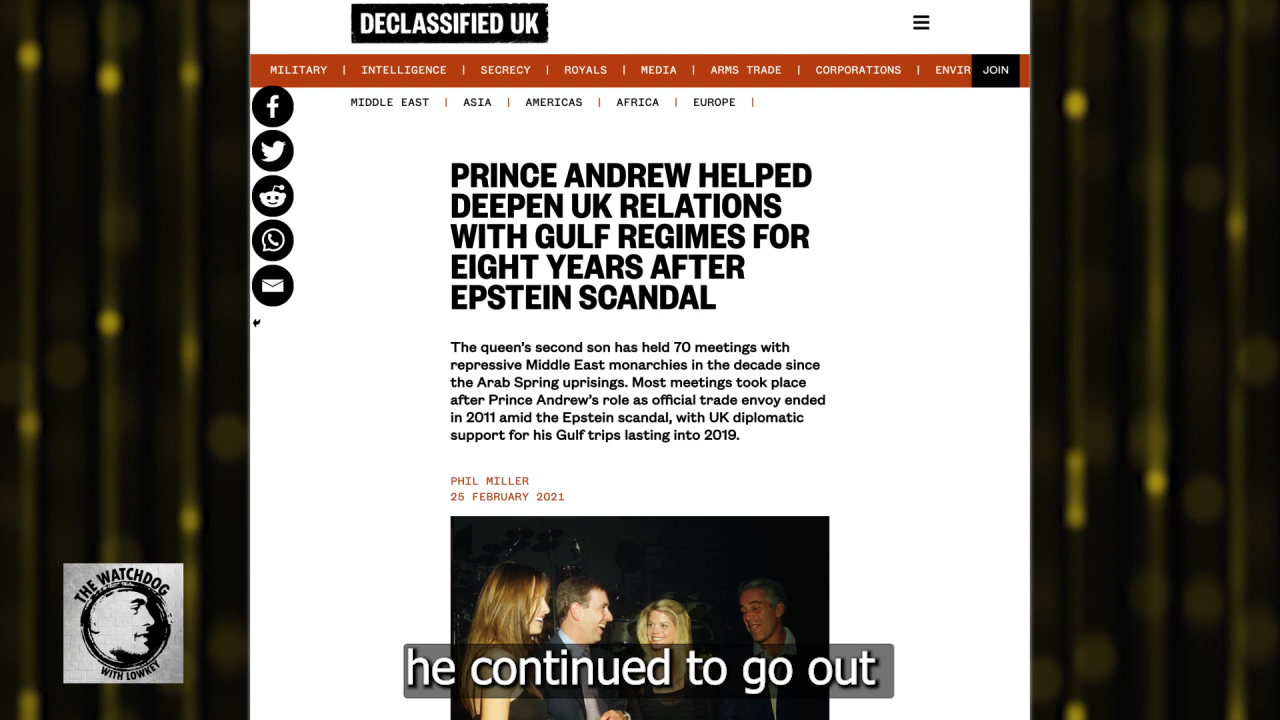 DECLASSIFIED UK
MILITARY | INTELLIGENCE | SECRECY | ROYALS | MEDIA | ARMS TRADE | CORPORATIONS | ENVIR JOIN
MIDDLE EAST | ASIA | AMERICAS | AFRICA | EUROPE |
PRINCE ANDREW HELPED
DEEPEN UK RELATIONS
WITH GULF REGIMES FOR
EIGHT YEARS AFTER
EPSTEIN SCANDAL
The queen's second son has held 70 meetings with
repressive Middle East monarchies in the decade since
the Arab Spring uprisings. Most meetings took place
after Prince Andrew's role as official trade envoy ended
in 2011 amid the Epstein scandal, with UK diplomatic
support for his Gulf trips lasting into 2019.
PHIL MILLER
25 FEBRUARY 2021
THE WATCHDOG
WITH LOWKEY
he continued to go out